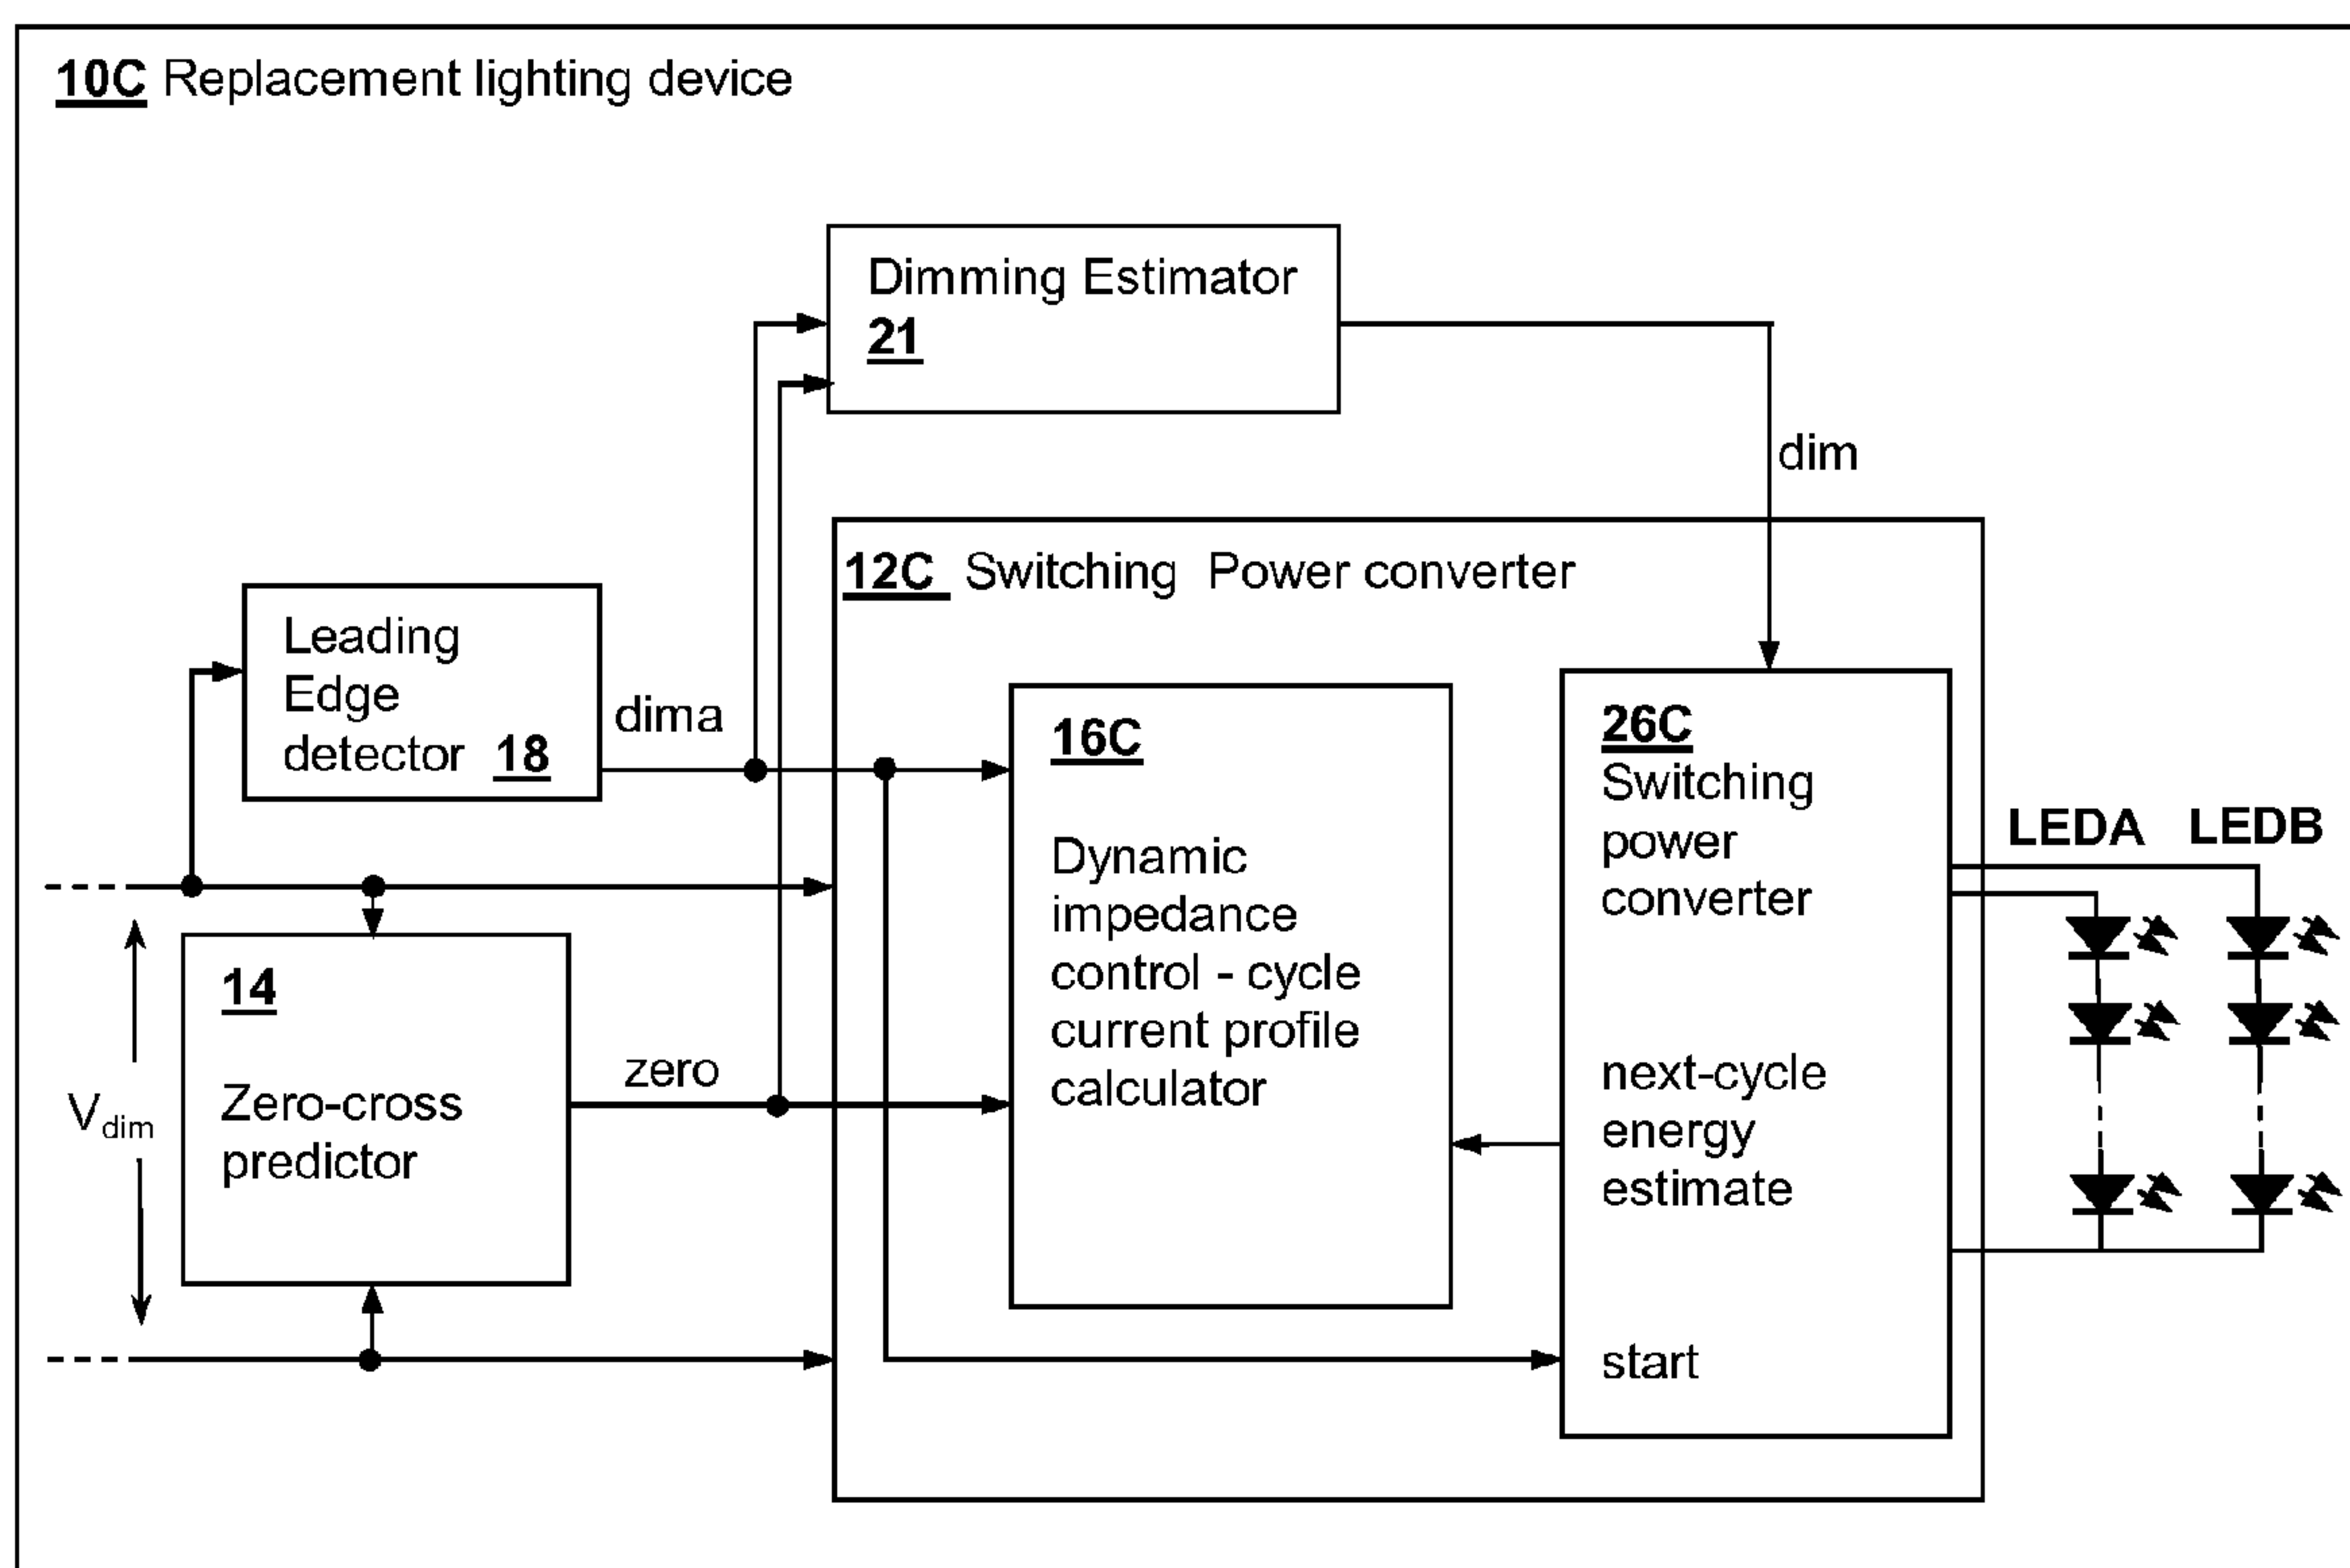 10C Replacement lighting device
Dimming Estimator
21
dim
12C Switching Power converter
Leading
Edge
detector 18
dima
16C
Dynamic
impedance
control - cycle
current profile
calculator
26C
Switching
power
converter
next-cycle
energy
estimate
start
LEDA LEDB
14
Zero-cross
predictor
zero
Vdim